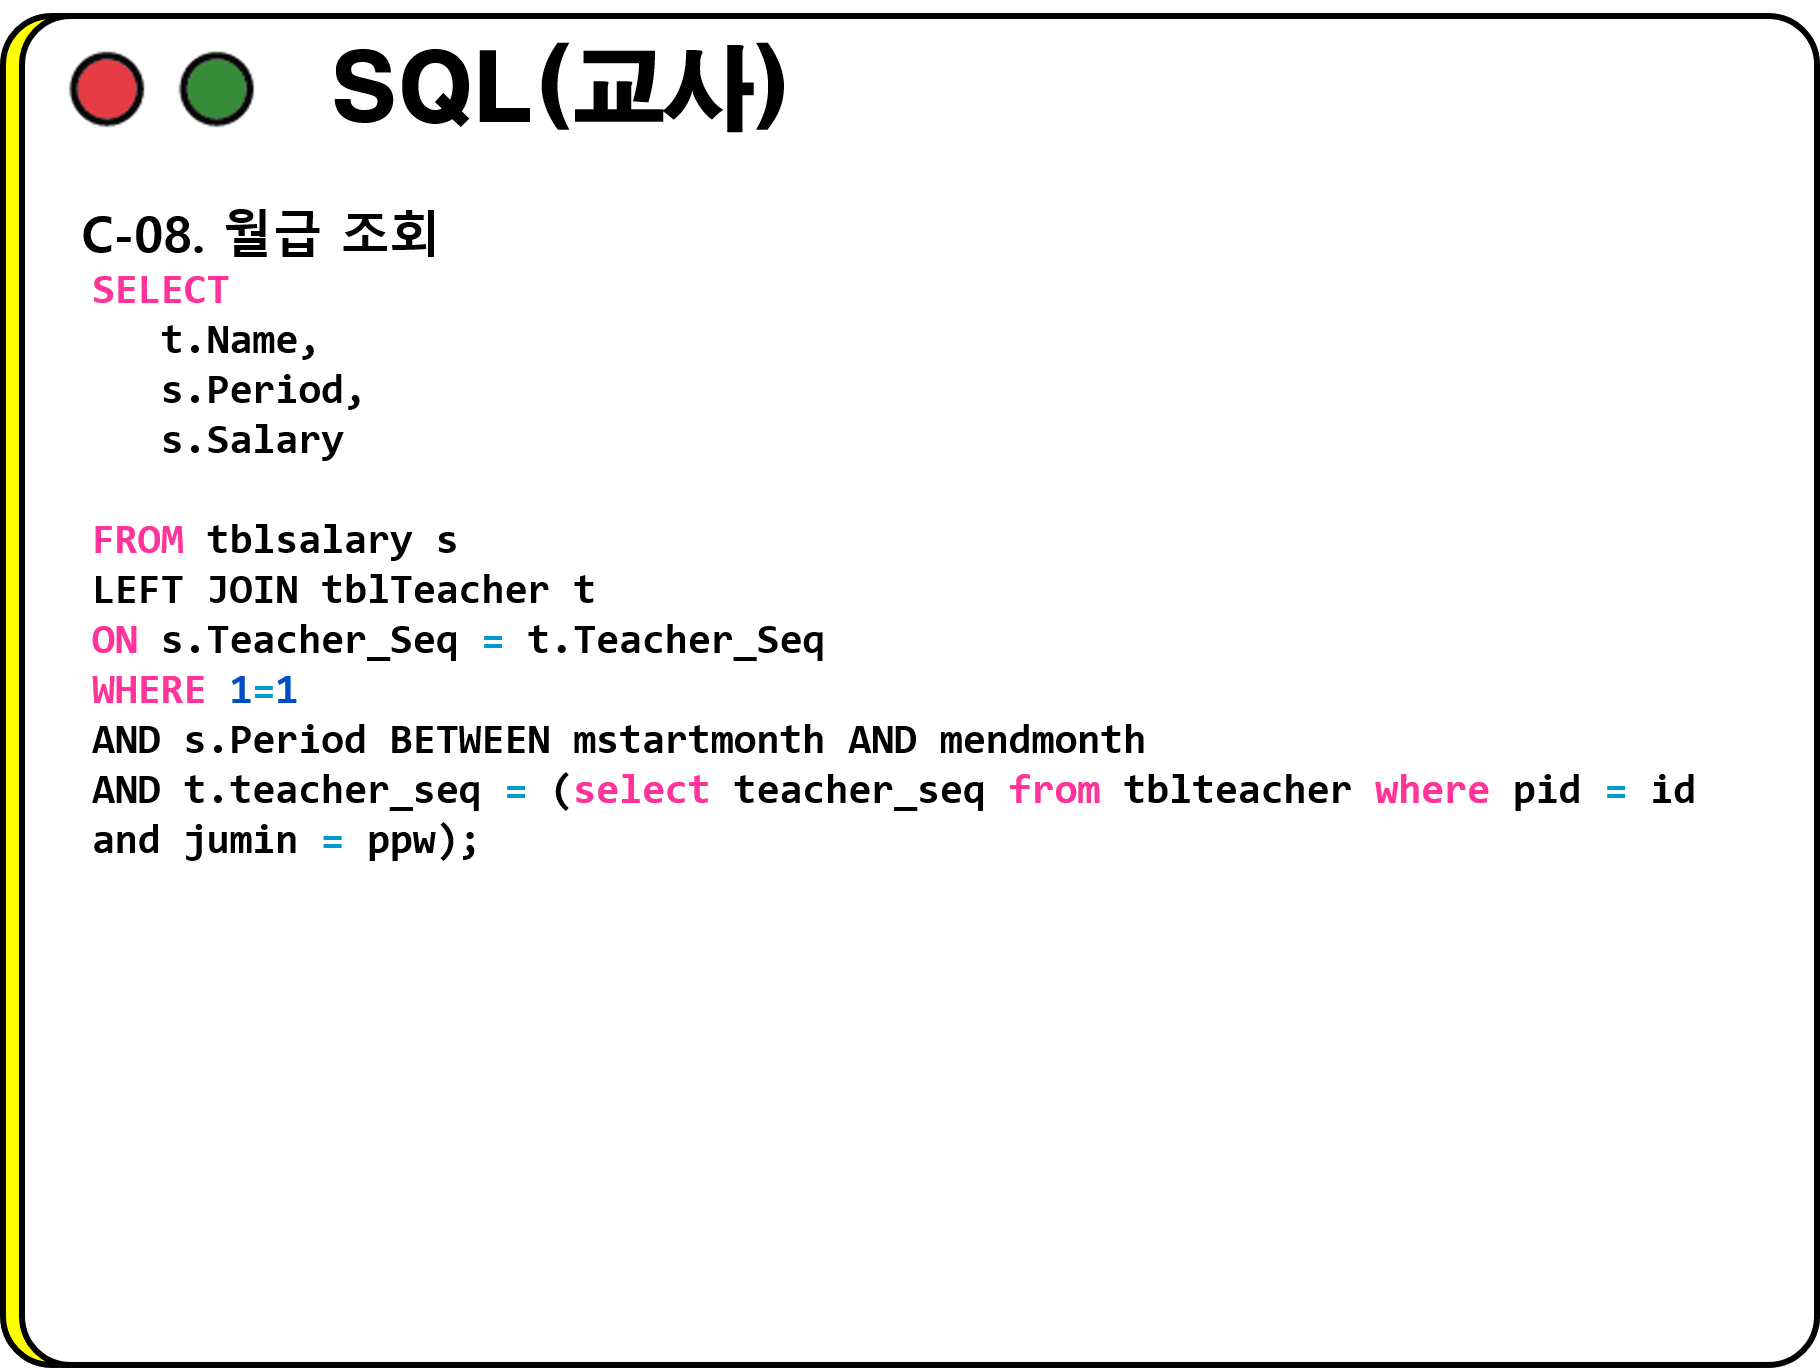 SQL(교사)
C-08. 월급 조회
SELECT
t.Name,
s.Period,
s.Salary
FROM tblsalary s
LEFT JOIN tblTeacher t
ON s.Teacher_Seq = t.Teacher_Seq
WHERE 1=1
AND s.Period BETWEEN mstartmonth AND mendmonth
AND t.teacher_seq = (select teacher_seq from tblteacher where pid = id
and jumin = ppw);